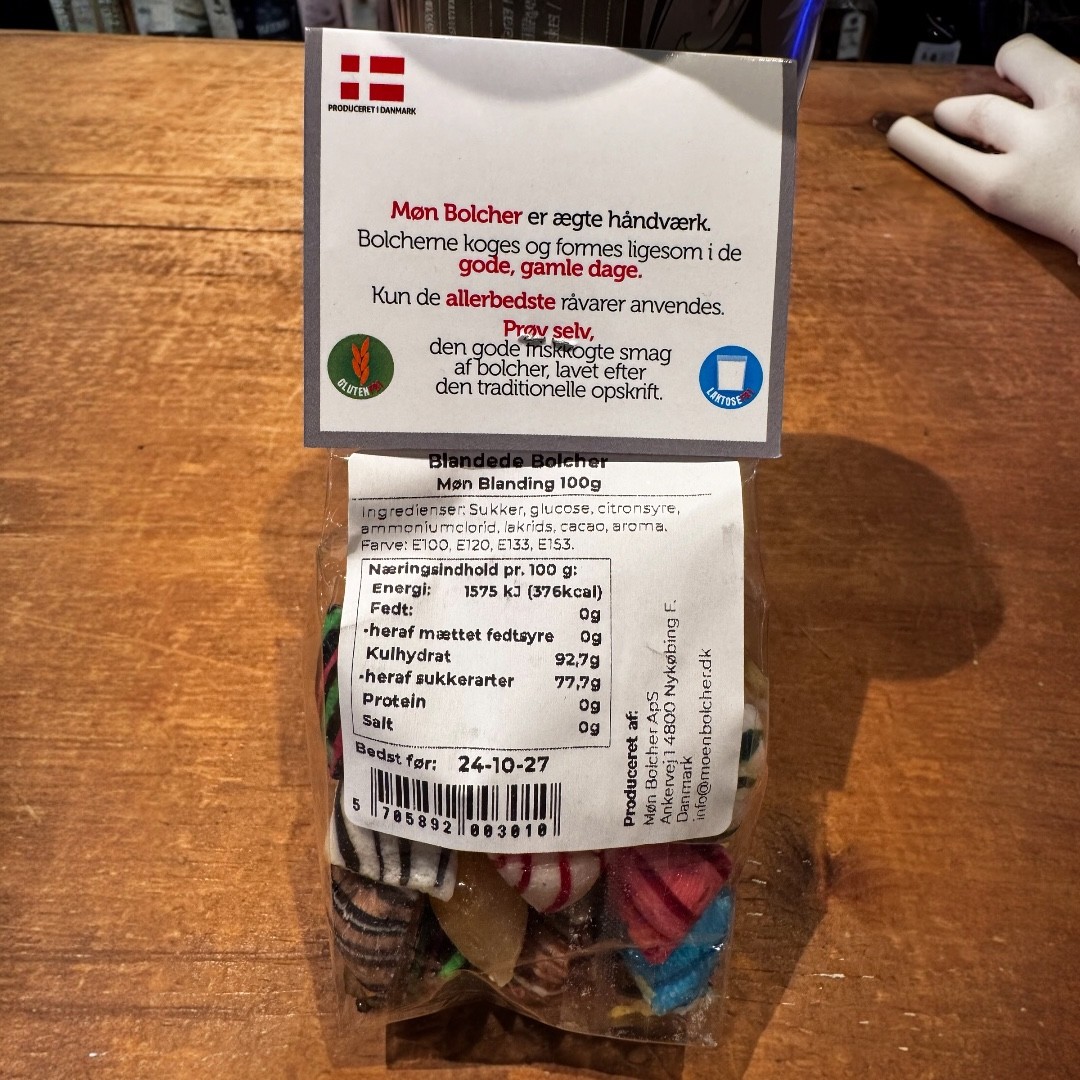 PRODUCERET I DANMARK
Møn Bolcher er ægte håndværk.
Bolcherne koges og formes ligesom i de
gode, gamle dage.
Kun de allerbedste råvarer anvendes.
Prøv selv,
den gode friskkogte smag
af bolcher, lavet efter
den traditionelle opskrift.
GLUTEN FRI
LAKTOSE FRI
Blandede Bolcher
Møn Blanding 100g
Ingredienser: Sukker, glucose, citronsyre,
ammoniumclorid, lakrids, cacao, aroma.
Farve: E100, E120, E133, E153.
Næringsindhold pr. 100 g:
Energi: 1575 kJ (376kcal)
Fedt: 0g
-heraf mættet fedtsyre 0g
Kulhydrat 92,7g
-heraf sukkerarter 77,7g
Protein 0g
Salt 0g
Bedst før: 24-10-27
5 705892 003010
Produceret af:
Møn Bolcher ApS
Ankervej 1 4800 Nykøbing F.
Danmark
info@moenbolcher.dk